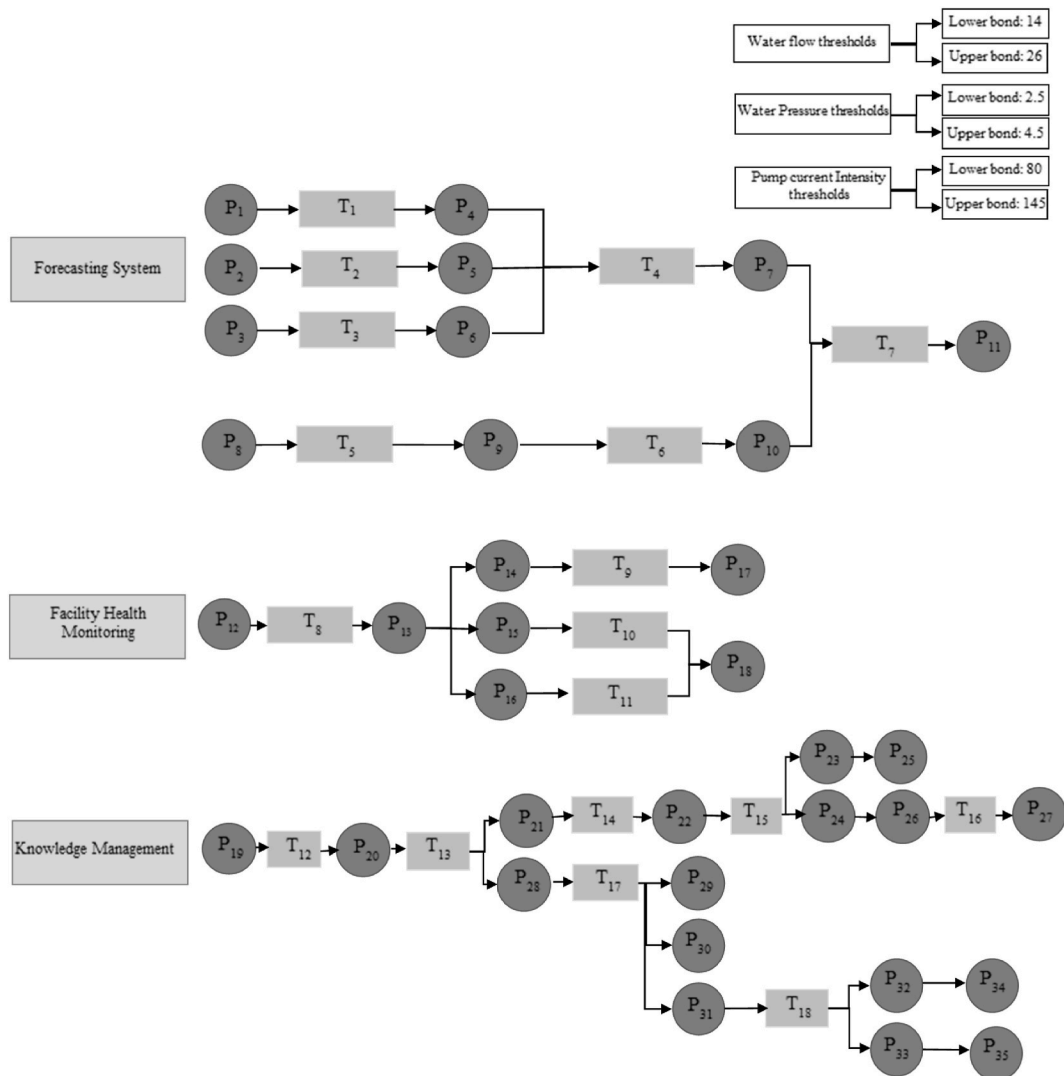 Water flow thresholds
Lower bond: 14
Upper bond: 26
Water Pressure thresholds
Lower bond: 2.5
Upper bond: 4.5
Pump current Intensity
thresholds
Lower bond: 80
Upper bond: 145
Forecasting System
P1
T1
P4
P2
T2
P5
T4
P7
P3
T3
P6
T7
P11
P8
T5
P9
T6
P10
Facility Health
Monitoring
P12
T8
P13
P14
T9
P17
P15
T10
P18
P16
T11
Knowledge Management
P19
T12
P20
T13
P21
T14
P22
T15
P23
P25
P24
P26
T16
P27
P28
T17
P29
P30
P31
T18
P32
P34
P33
P35